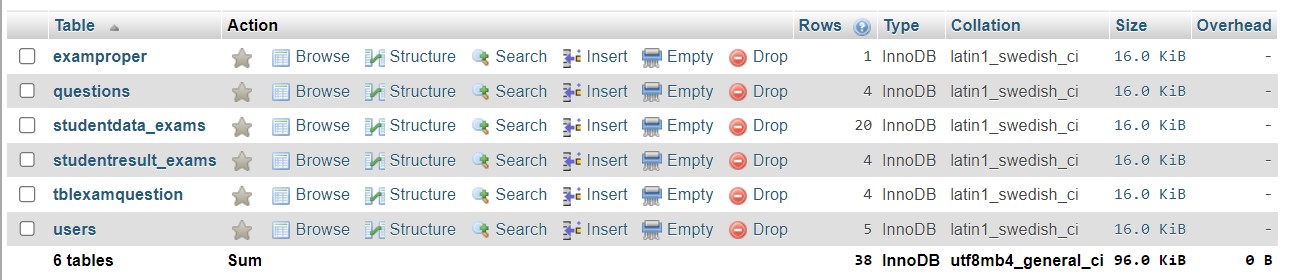 Table Action Rows Type Collation Size Overhead
examproper Browse Structure Search Insert Empty Drop 1 InnoDB latin1_swedish_ci 16.0 KiB -
questions Browse Structure Search Insert Empty Drop 4 InnoDB latin1_swedish_ci 16.0 KiB -
studentdata_exams Browse Structure Search Insert Empty Drop 20 InnoDB latin1_swedish_ci 16.0 KiB -
studentresult_exams Browse Structure Search Insert Empty Drop 4 InnoDB latin1_swedish_ci 16.0 KiB -
tblexamquestion Browse Structure Search Insert Empty Drop 4 InnoDB latin1_swedish_ci 16.0 KiB -
users Browse Structure Search Insert Empty Drop 5 InnoDB latin1_swedish_ci 16.0 KiB -
6 tables Sum 38 InnoDB utf8mb4_general_ci 96.0 KiB 0 B